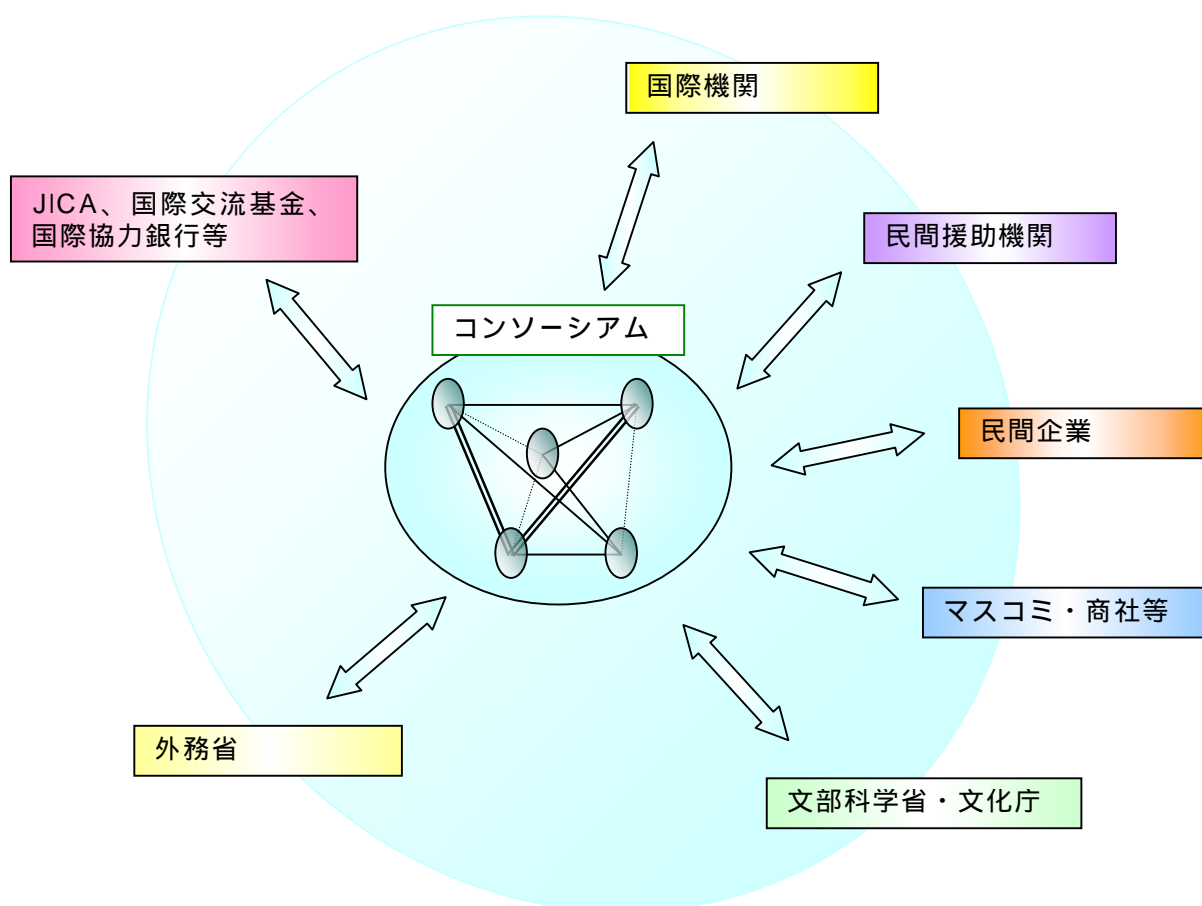 国際機関
JICA、国際交流基金、
国際協力銀行等
民間援助機関
コンソーシアム
民間企業
マスコミ・商社等
外務省
文部科学省・文化庁